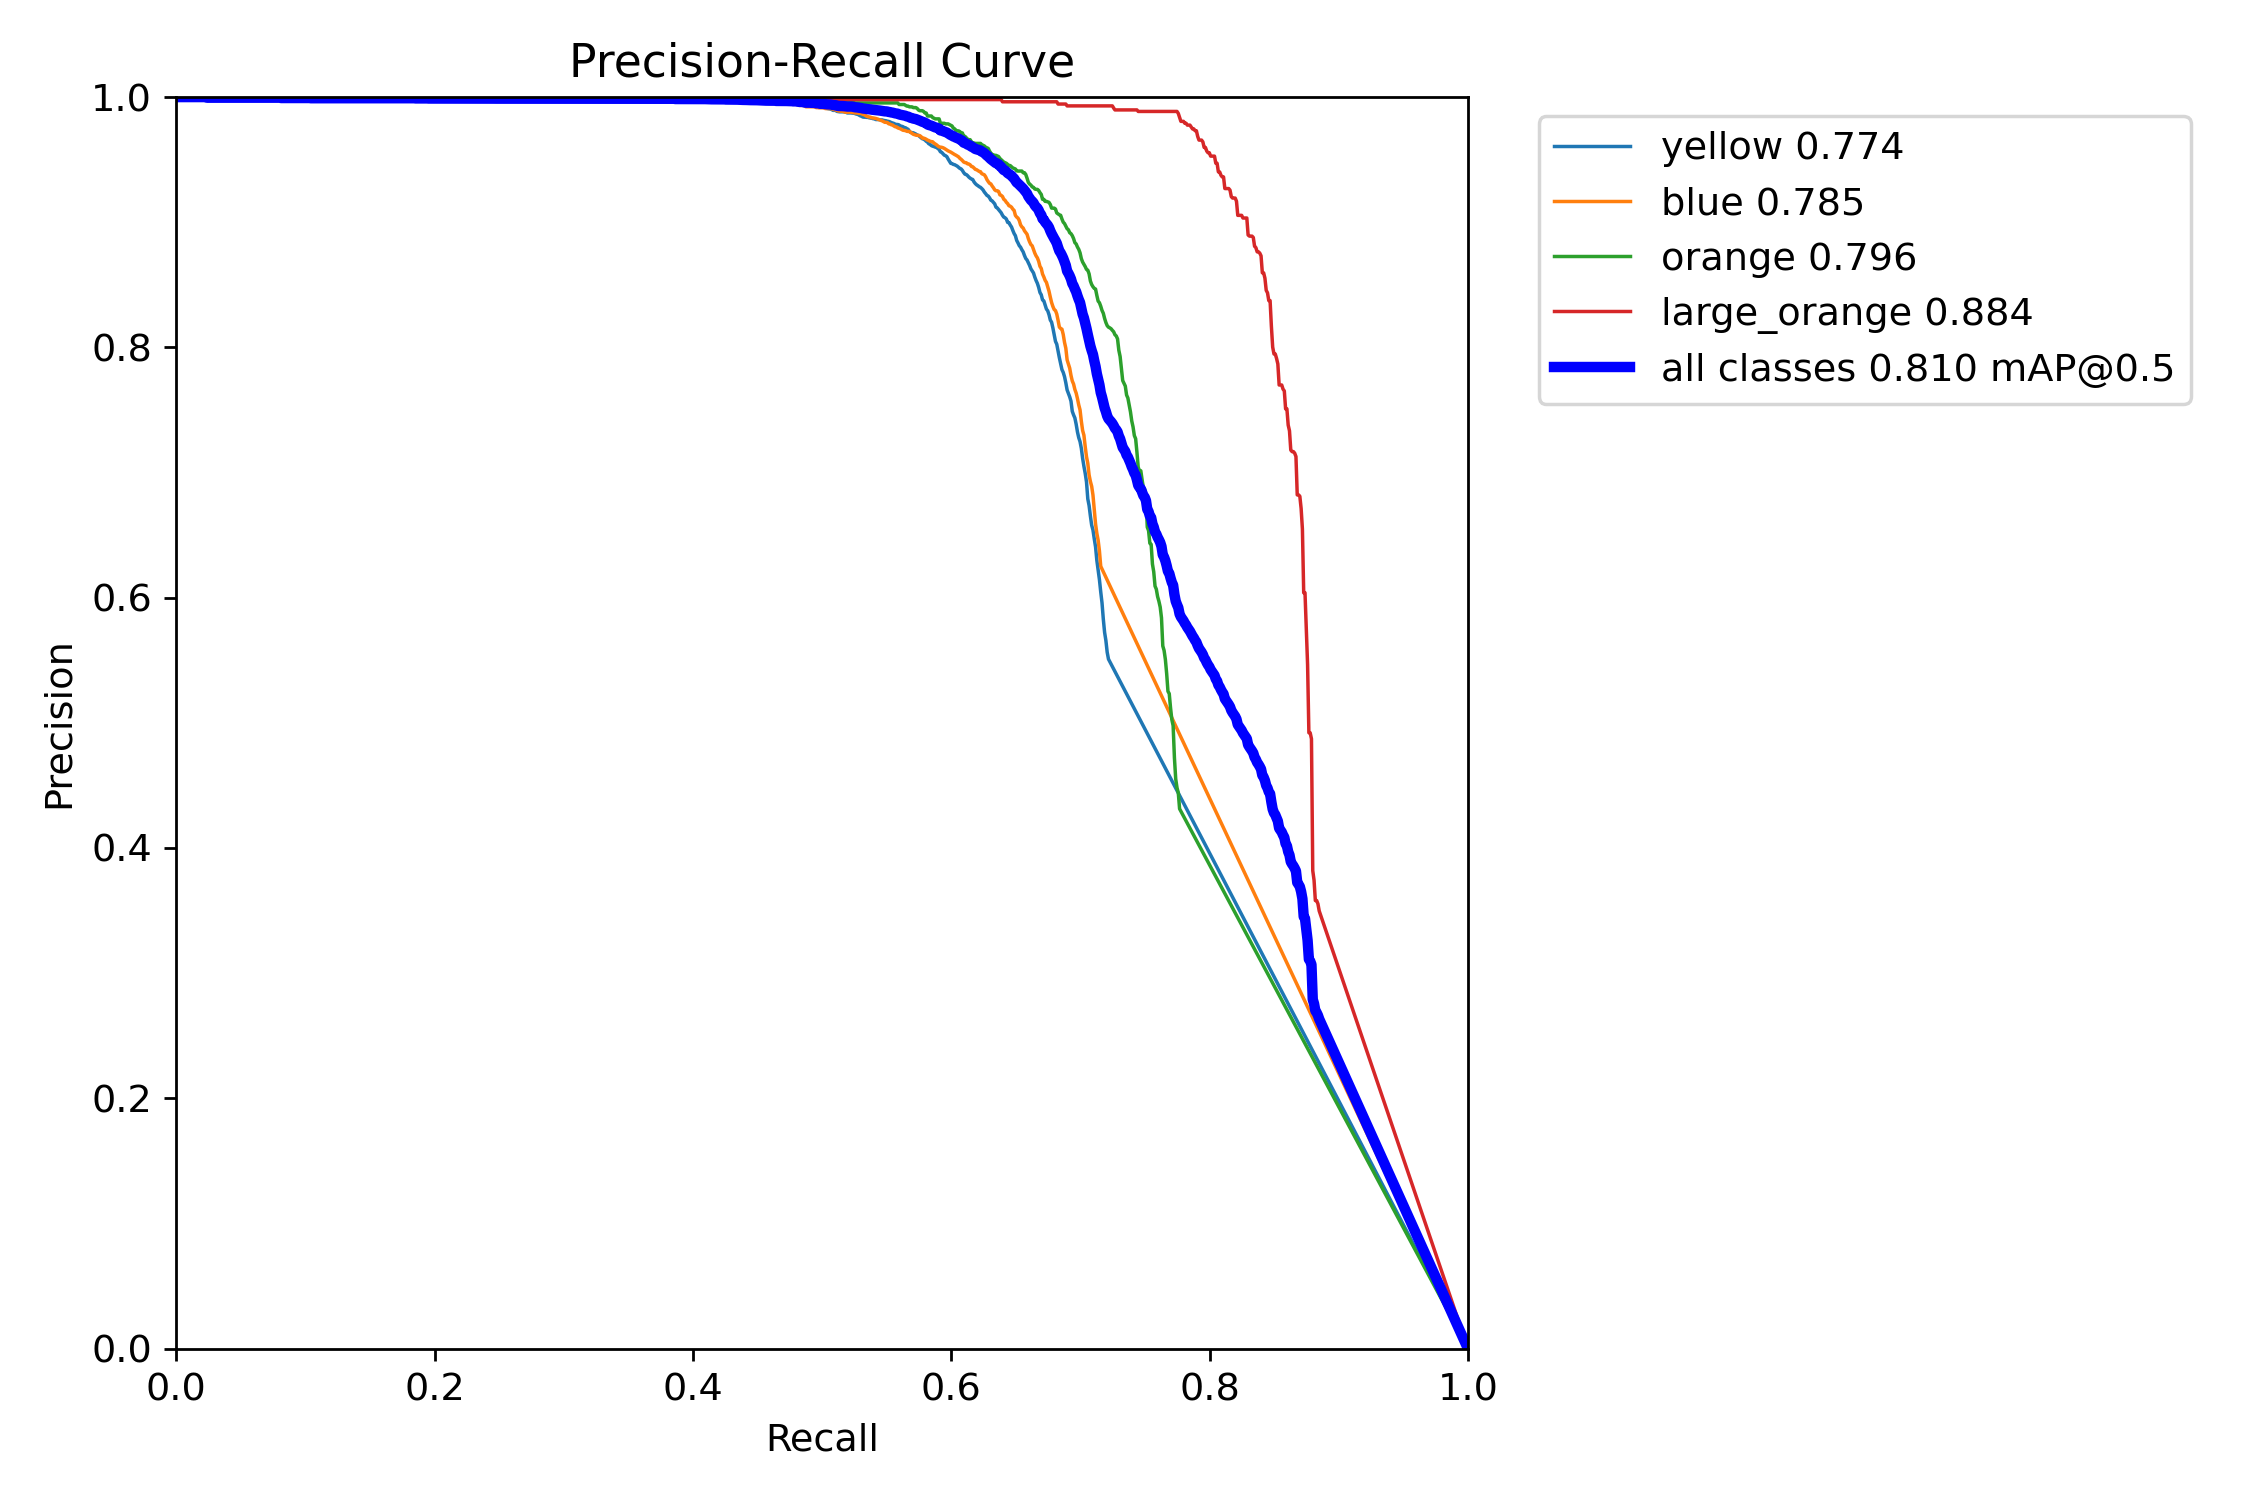 Precision-Recall Curve
1.0
0.8
0.6
0.4
0.2
0.0
Precision
0.0 0.2 0.4 0.6 0.8 1.0
Recall
yellow 0.774
blue 0.785
orange 0.796
large_orange 0.884
all classes 0.810 mAP@0.5